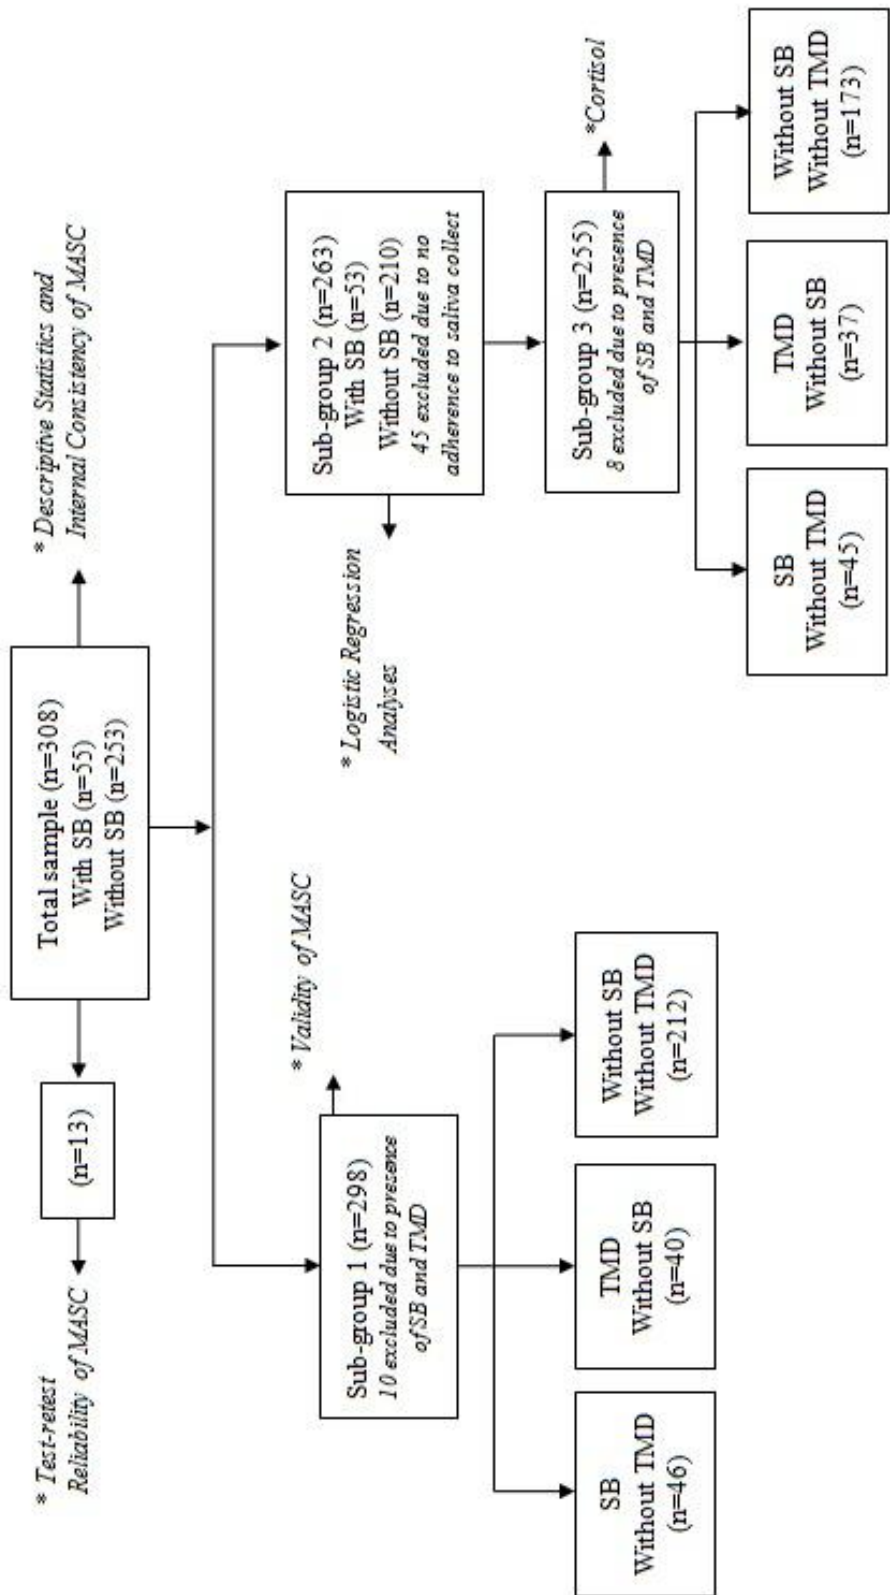 * Test-retest
Reliability of MASC
(n=13)
Total sample (n=308)
With SB (n=55)
Without SB (n=253)
* Descriptive Statistics and
Internal Consistency of MASC
Sub-group 1 (n=298)
10 excluded due to presence
of SB and TMD
* Validity of MASC
SB
Without TMD
(n=46)
TMD
Without SB
(n=40)
Without SB
Without TMD
(n=212)
* Logistic Regression
Analyses
Sub-group 2 (n=263)
With SB (n=53)
Without SB (n=210)
45 excluded due to no
adherence to saliva collect
Sub-group 3 (n=255)
8 excluded due to presence
of SB and TMD
*Cortisol
SB
Without TMD
(n=45)
TMD
Without SB
(n=37)
Without SB
Without TMD
(n=173)